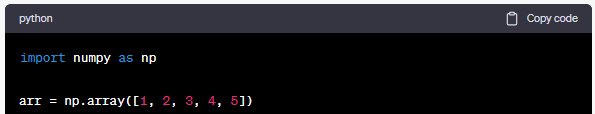 python
Copy code
import numpy as np
arr = np.array([1, 2, 3, 4, 5])